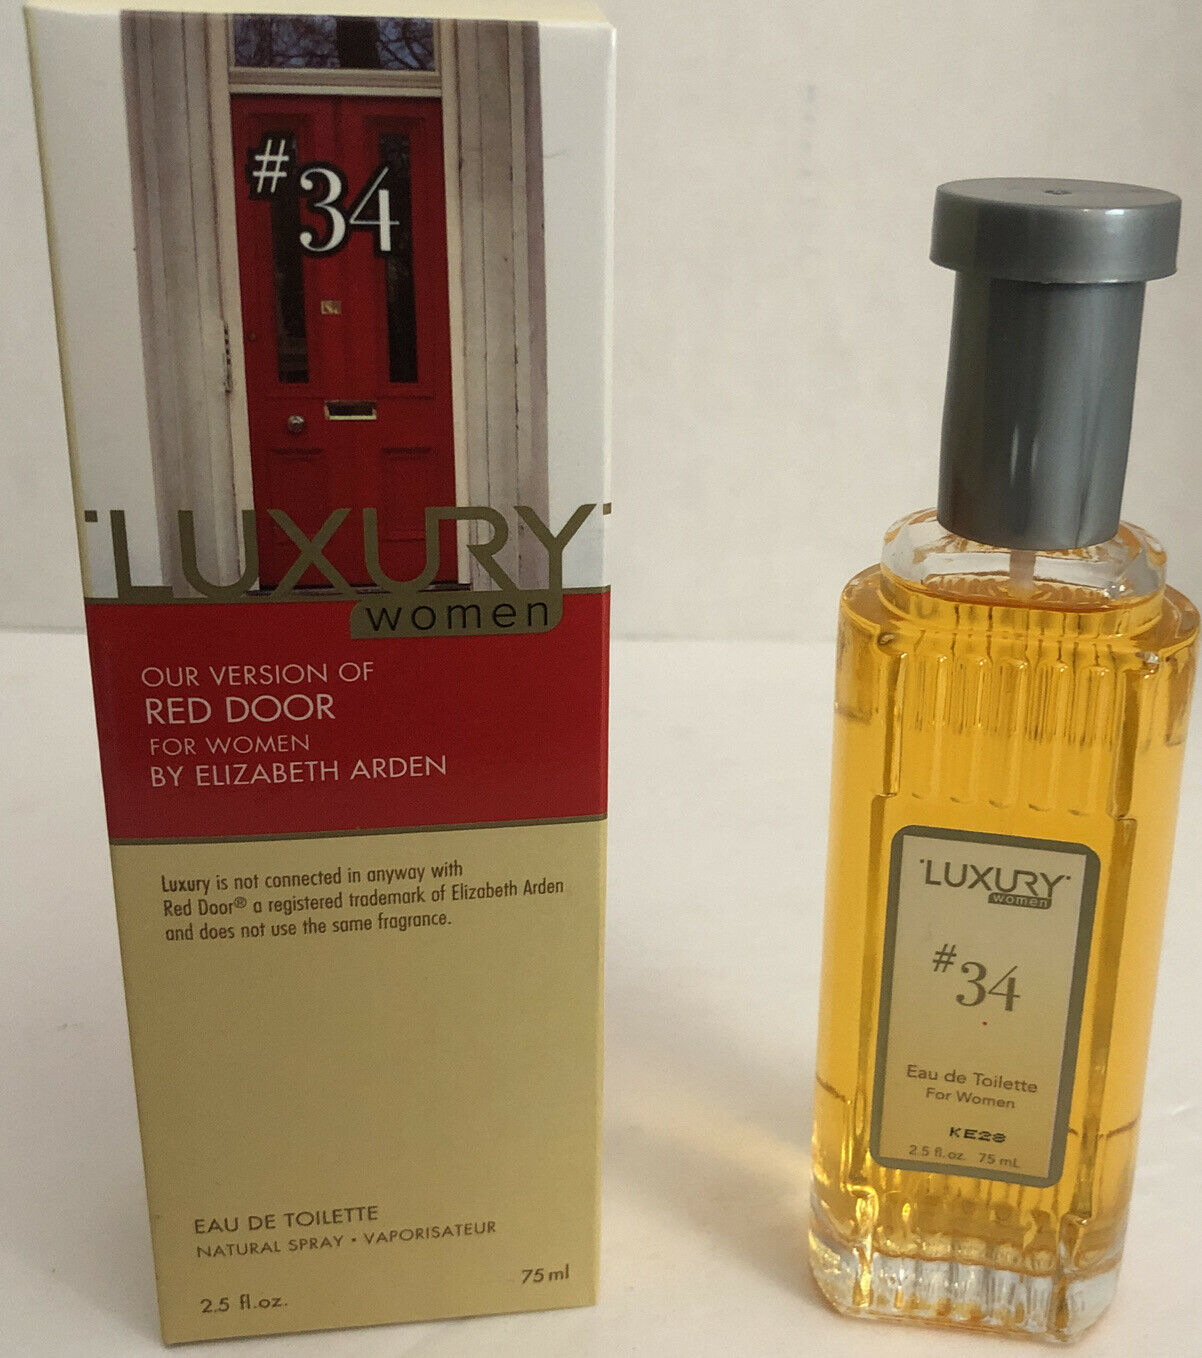 #34
LUXURY
women
OUR VERSION OF
RED DOOR
FOR WOMEN
BY ELIZABETH ARDEN
Luxury is not connected in anyway with
Red Door® a registered trademark of Elizabeth Arden
and does not use the same fragrance.
EAU DE TOILETTE
NATURAL SPRAY • VAPORISATEUR
75 ml
2.5 fl.oz.
LUXURY
women
#34
Eau de Toilette
For Women
KE28
2.5 fl.oz. 75 mL